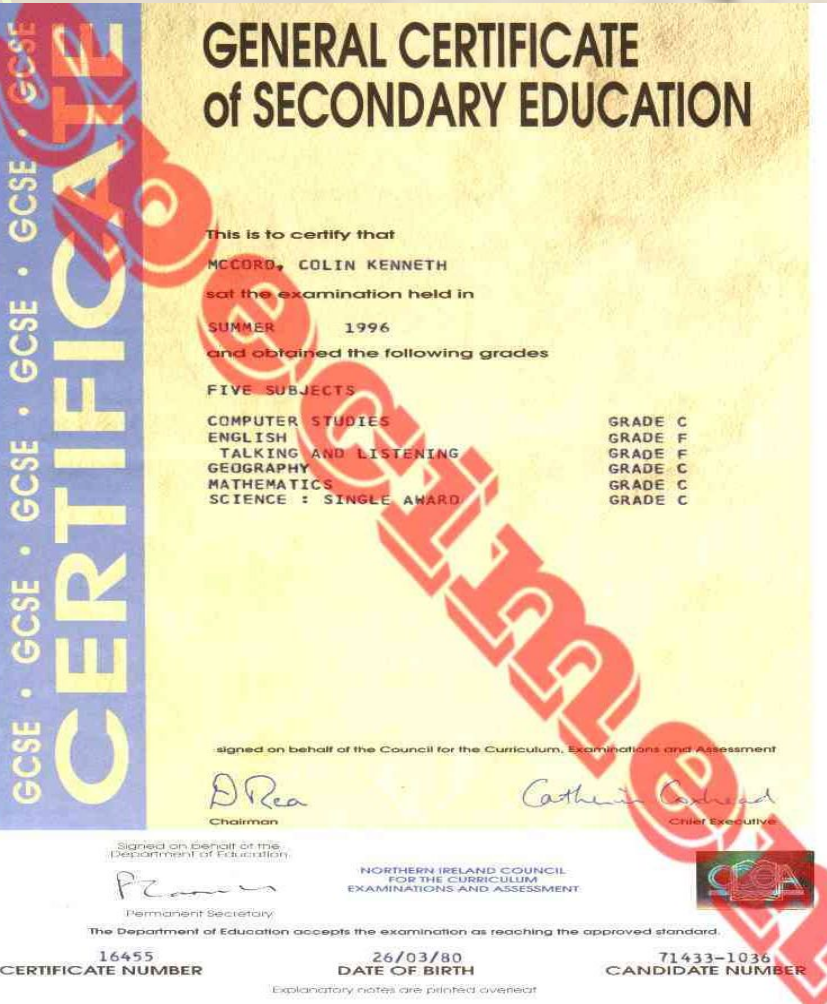 GCSE · GCSE · GCSE · GCSE · GCSE · GCSE
CERTIFICATE
GENERAL CERTIFICATE
of SECONDARY EDUCATION
This is to certify that
MCCORD, COLIN KENNETH
sat the examination held in
SUMMER 1996
and obtained the following grades
FIVE SUBJECTS
COMPUTER STUDIES GRADE C
ENGLISH GRADE F
TALKING AND LISTENING GRADE F
GEOGRAPHY GRADE C
MATHEMATICS GRADE C
SCIENCE : SINGLE AWARD GRADE C
specimen
signed on behalf of the Council for the Curriculum, Examinations and Assessment
D Rea
Catherine Coxhead
Chairman
Chief Executive
Signed on behalf of the
Department of Education.
Permanent Secretary
NORTHERN IRELAND COUNCIL
FOR THE CURRICULUM
EXAMINATIONS AND ASSESSMENT
CCEA
The Department of Education accepts the examination as reaching the approved standard.
16455 26/03/80 71433-1036
CERTIFICATE NUMBER DATE OF BIRTH CANDIDATE NUMBER
Explanatory notes are printed overleaf